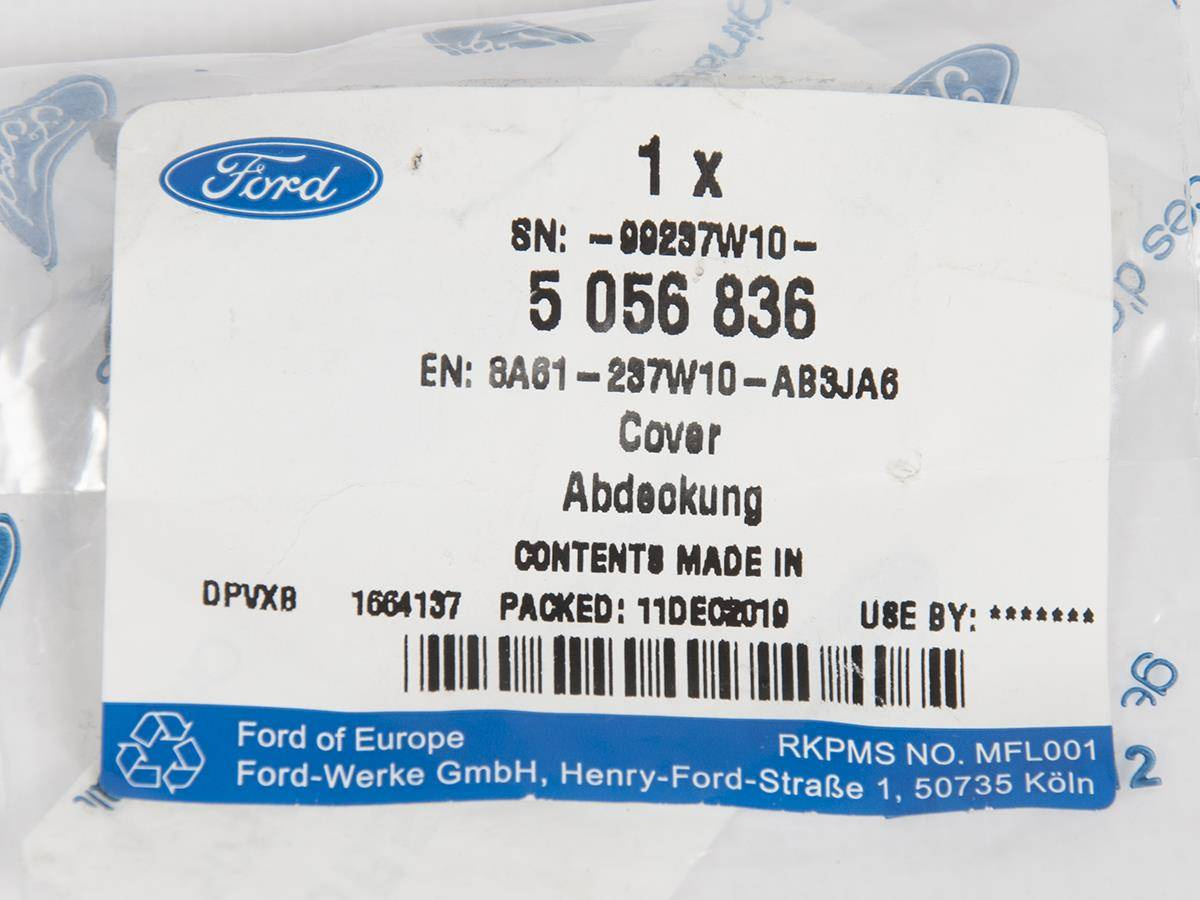 Ford
1 x
SN: -99237W10-
5 056 836
EN: 8A61-237W10-AB3JA6
Cover
Abdeckung
CONTENTS MADE IN
DPVXB 1664137 PACKED: 11DEC2019 USE BY: *******
Ford of Europe RKPMS NO. MFL001
Ford-Werke GmbH, Henry-Ford-Straße 1, 50735 Köln